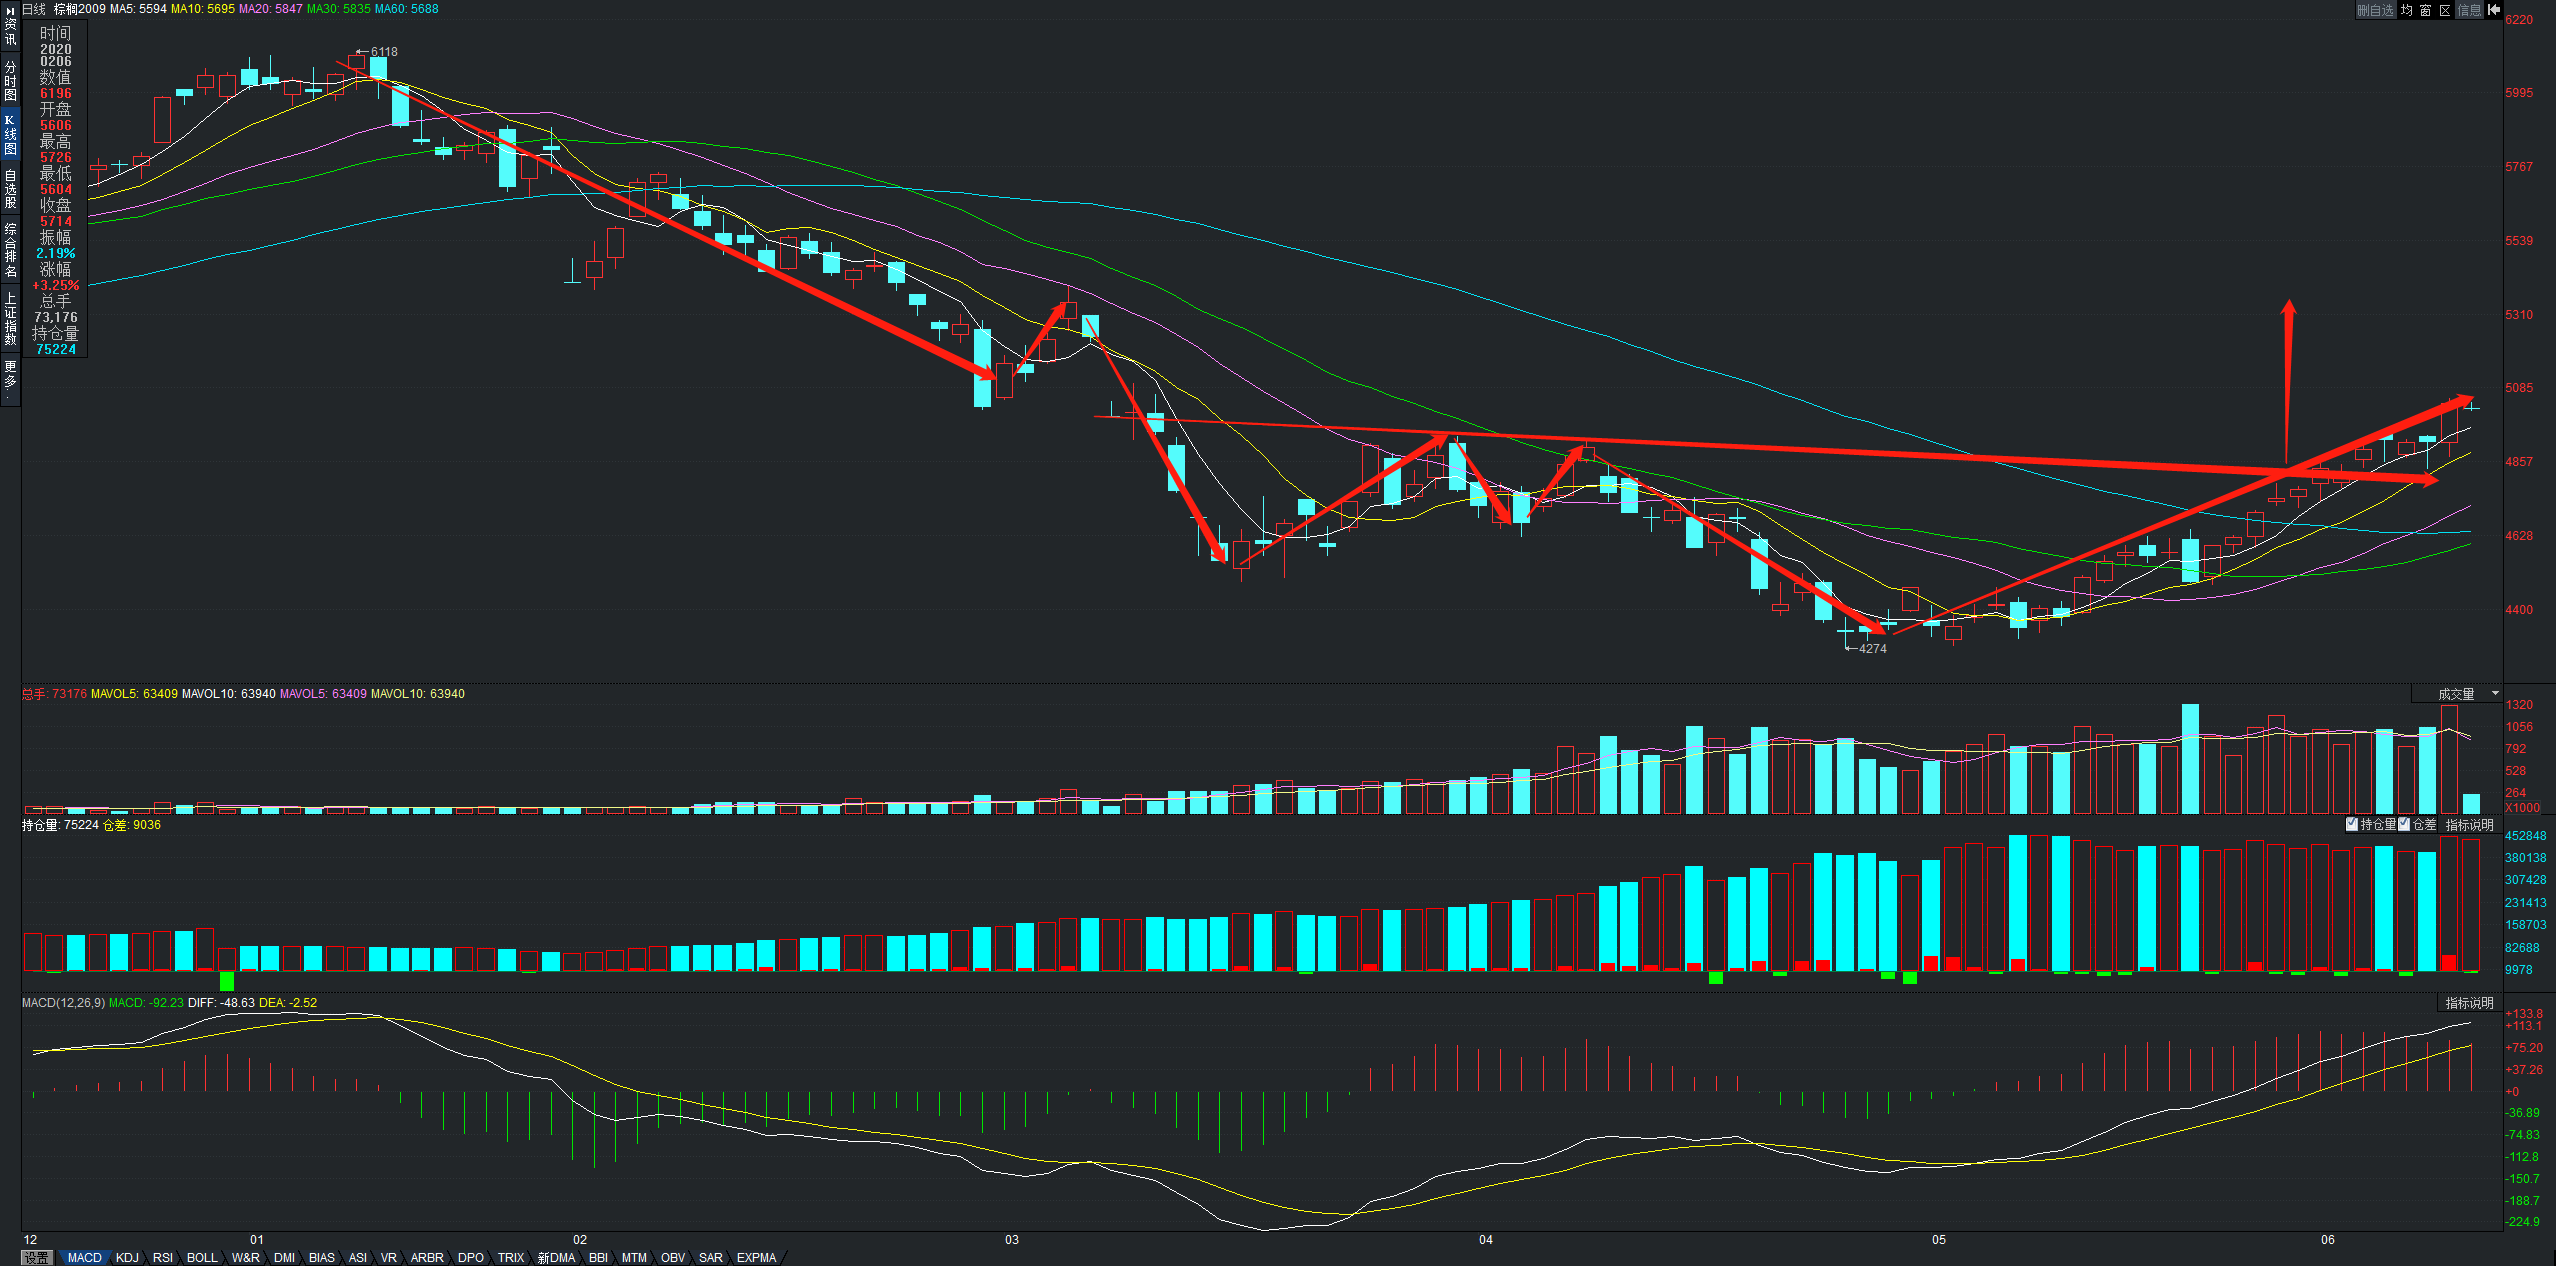 日线 棕榈2009 MA5: 5594 MA10: 5695 MA20: 5847 MA30: 5835 MA60: 5688
删自选 均 窗 区 信息
资讯
分时图
K线图
自选股
综合排名
上证指数
更多
时间
2020
0206
数值
6196
开盘
5606
最高
5726
最低
5604
收盘
5714
振幅
2.19%
涨幅
+3.25%
总手
73,176
持仓量
75224
6118
4274
6220
5995
5767
5539
5310
5085
4857
4628
4400
总手: 73176 MAVOL5: 63409 MAVOL10: 63940 MAVOL5: 63409 MAVOL10: 63940
成交量
1320
1056
792
528
264
X1000
持仓量: 75224 仓差: 9036
持仓量 仓差 指标说明
452848
380138
307428
231413
158703
82688
9978
MACD(12,26,9) MACD: -92.23 DIFF: -48.63 DEA: -2.52
指标说明
+133.8
+113.1
+75.20
+37.26
+0
-36.89
-74.83
-112.8
-150.7
-188.7
-224.9
12 01 02 03 04 05 06
设置 MACD KDJ RSI BOLL W&R DMI BIAS ASI VR ARBR DPO TRIX 新DMA BBI MTM OBV SAR EXPMA